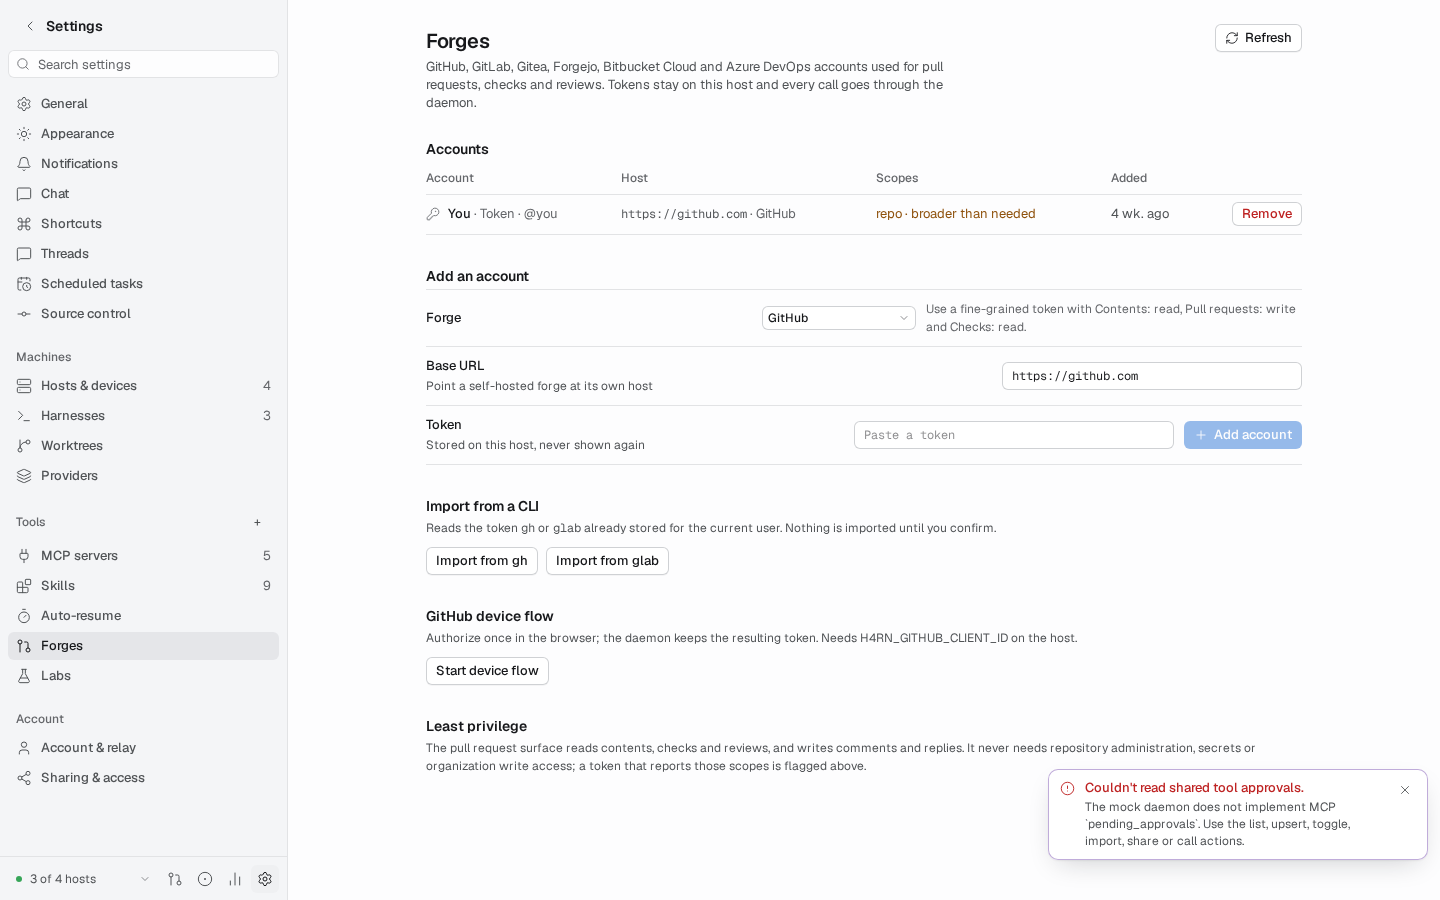 Settings
Search settings
General
Appearance
Notifications
Chat
Shortcuts
Threads
Scheduled tasks
Source control
Machines
Hosts & devices 4
Harnesses 3
Worktrees
Providers
Tools +
MCP servers 5
Skills 9
Auto-resume
Forges
Labs
Account
Account & relay
Sharing & access
3 of 4 hosts
Forges
Refresh
GitHub, GitLab, Gitea, Forgejo, Bitbucket Cloud and Azure DevOps accounts used for pull
requests, checks and reviews. Tokens stay on this host and every call goes through the
daemon.
Accounts
Account Host Scopes Added
You · Token · @you https://github.com · GitHub repo · broader than needed 4 wk. ago Remove
Add an account
Forge GitHub
Use a fine-grained token with Contents: read, Pull requests: write
and Checks: read.
Base URL
Point a self-hosted forge at its own host
https://github.com
Token
Stored on this host, never shown again
Paste a token
+ Add account
Import from a CLI
Reads the token gh or glab already stored for the current user. Nothing is imported until you confirm.
Import from gh Import from glab
GitHub device flow
Authorize once in the browser; the daemon keeps the resulting token. Needs H4RN_GITHUB_CLIENT_ID on the host.
Start device flow
Least privilege
The pull request surface reads contents, checks and reviews, and writes comments and replies. It never needs repository administration, secrets or
organization write access; a token that reports those scopes is flagged above.
Couldn't read shared tool approvals.
The mock daemon does not implement MCP
`pending_approvals`. Use the list, upsert, toggle,
import, share or call actions.